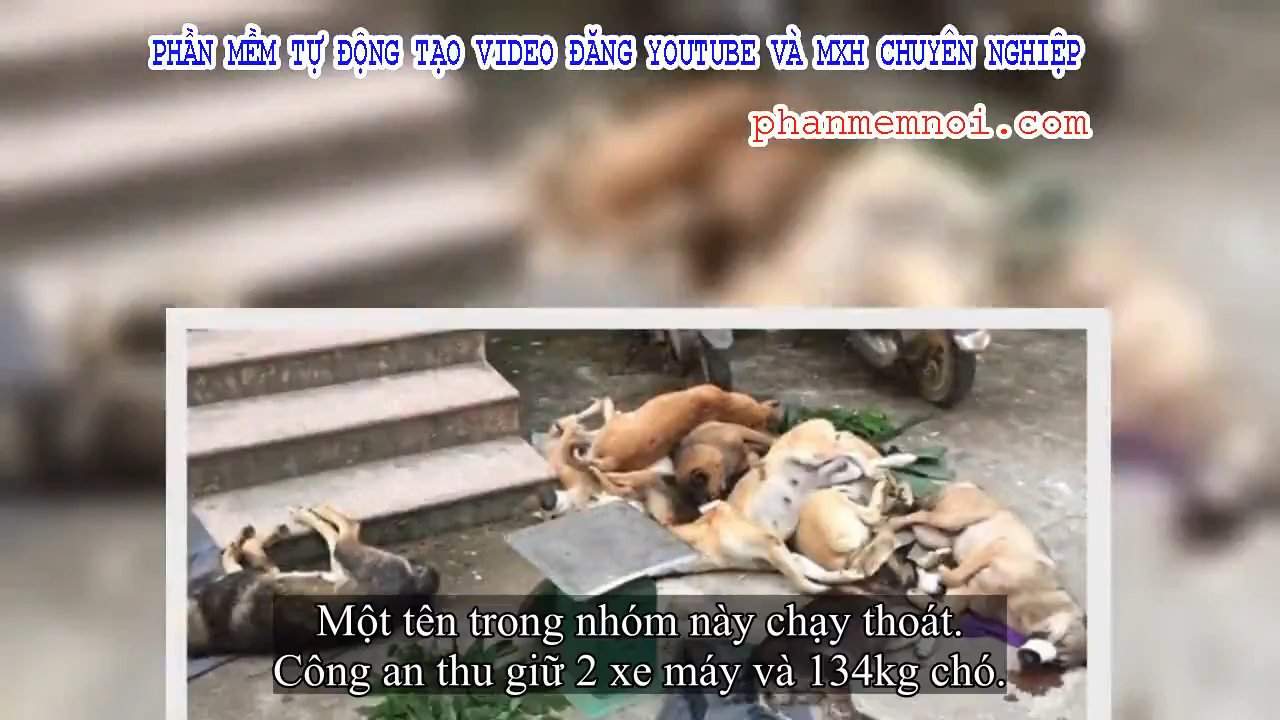 PHẦN MỀM TỰ ĐỘNG TẠO VIDEO ĐĂNG YOUTUBE VÀ MXH CHUYÊN NGHIỆP
phanmemnoi.com
Một tên trong nhóm này chạy thoát.
Công an thu giữ 2 xe máy và 134kg chó.